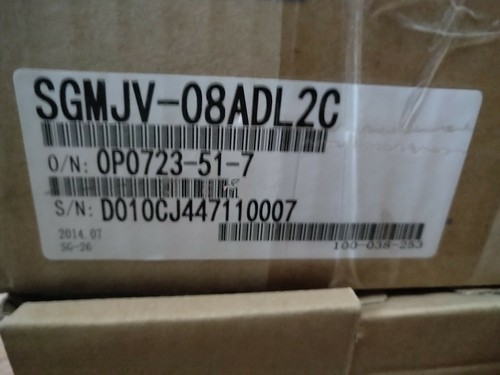 SGMJV-08ADL2C
O/N: 0P0723-51-7
S/N: D010CJ447110007
2014.07
SG-26
100-038-253